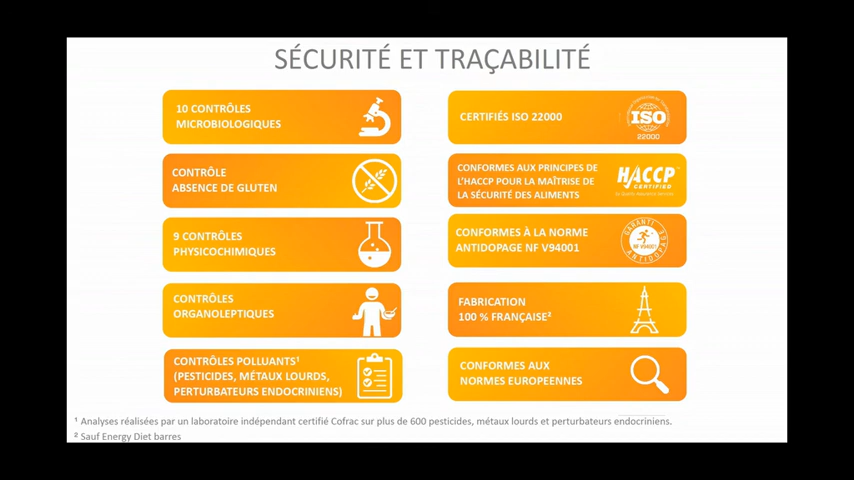 SÉCURITÉ ET TRAÇABILITÉ
10 CONTRÔLES
MICROBIOLOGIQUES
CONTRÔLE
ABSENCE DE GLUTEN
9 CONTRÔLES
PHYSICOCHIMIQUES
CONTRÔLES
ORGANOLEPTIQUES
CONTRÔLES POLLUANTS¹
(PESTICIDES, MÉTAUX LOURDS,
PERTURBATEURS ENDOCRINIENS)
CERTIFIÉS ISO 22000
ISO
22000
CONFORMES AUX PRINCIPES DE
L'HACCP POUR LA MAÎTRISE DE
LA SÉCURITÉ DES ALIMENTS
HACCP
CERTIFIED
CONFORMES À LA NORME
ANTIDOPAGE NF V94001
GARANTI
NF V94001
ANTIDOPAGE
FABRICATION
100 % FRANÇAISE²
CONFORMES AUX
NORMES EUROPEENNES
¹ Analyses réalisées par un laboratoire indépendant certifié Cofrac sur plus de 600 pesticides, métaux lourds et perturbateurs endocriniens.
² Sauf Energy Diet barres